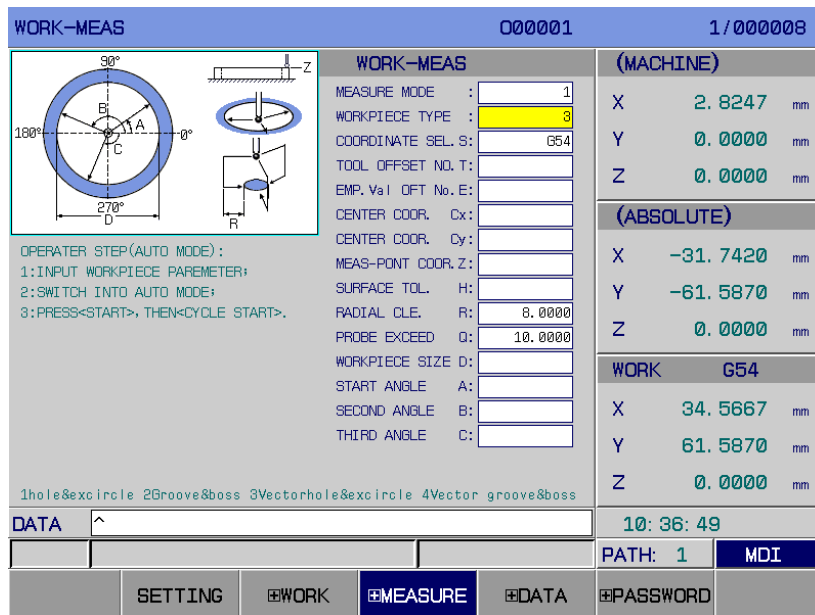 WORK-MEAS O00001 1/000008
90°
Z
B
A
180°
0°
C
270°
D
R
OPERATER STEP(AUTO MODE):
1:INPUT WORKPIECE PAREMETER;
2:SWITCH INTO AUTO MODE;
3:PRESS<START>,THEN<CYCLE START>.
WORK-MEAS
MEASURE MODE : 1
WORKPIECE TYPE : 3
COORDINATE SEL.S: G54
TOOL OFFSET NO.T:
EMP.Val OFT No.E:
CENTER COOR. Cx:
CENTER COOR. Cy:
MEAS-PONT COOR.Z:
SURFACE TOL. H:
RADIAL CLE. R: 8.0000
PROBE EXCEED Q: 10.0000
WORKPIECE SIZE D:
START ANGLE A:
SECOND ANGLE B:
THIRD ANGLE C:
1hole&excircle 2Groove&boss 3Vectorhole&excircle 4Vector groove&boss
(MACHINE)
X 2.8247 mm
Y 0.0000 mm
Z 0.0000 mm
(ABSOLUTE)
X -31.7420 mm
Y -61.5870 mm
Z 0.0000 mm
WORK G54
X 34.5667 mm
Y 61.5870 mm
Z 0.0000 mm
DATA ^
10:36:49
PATH: 1 MDI
SETTING ⊞WORK ⊞MEASURE ⊞DATA ⊞PASSWORD